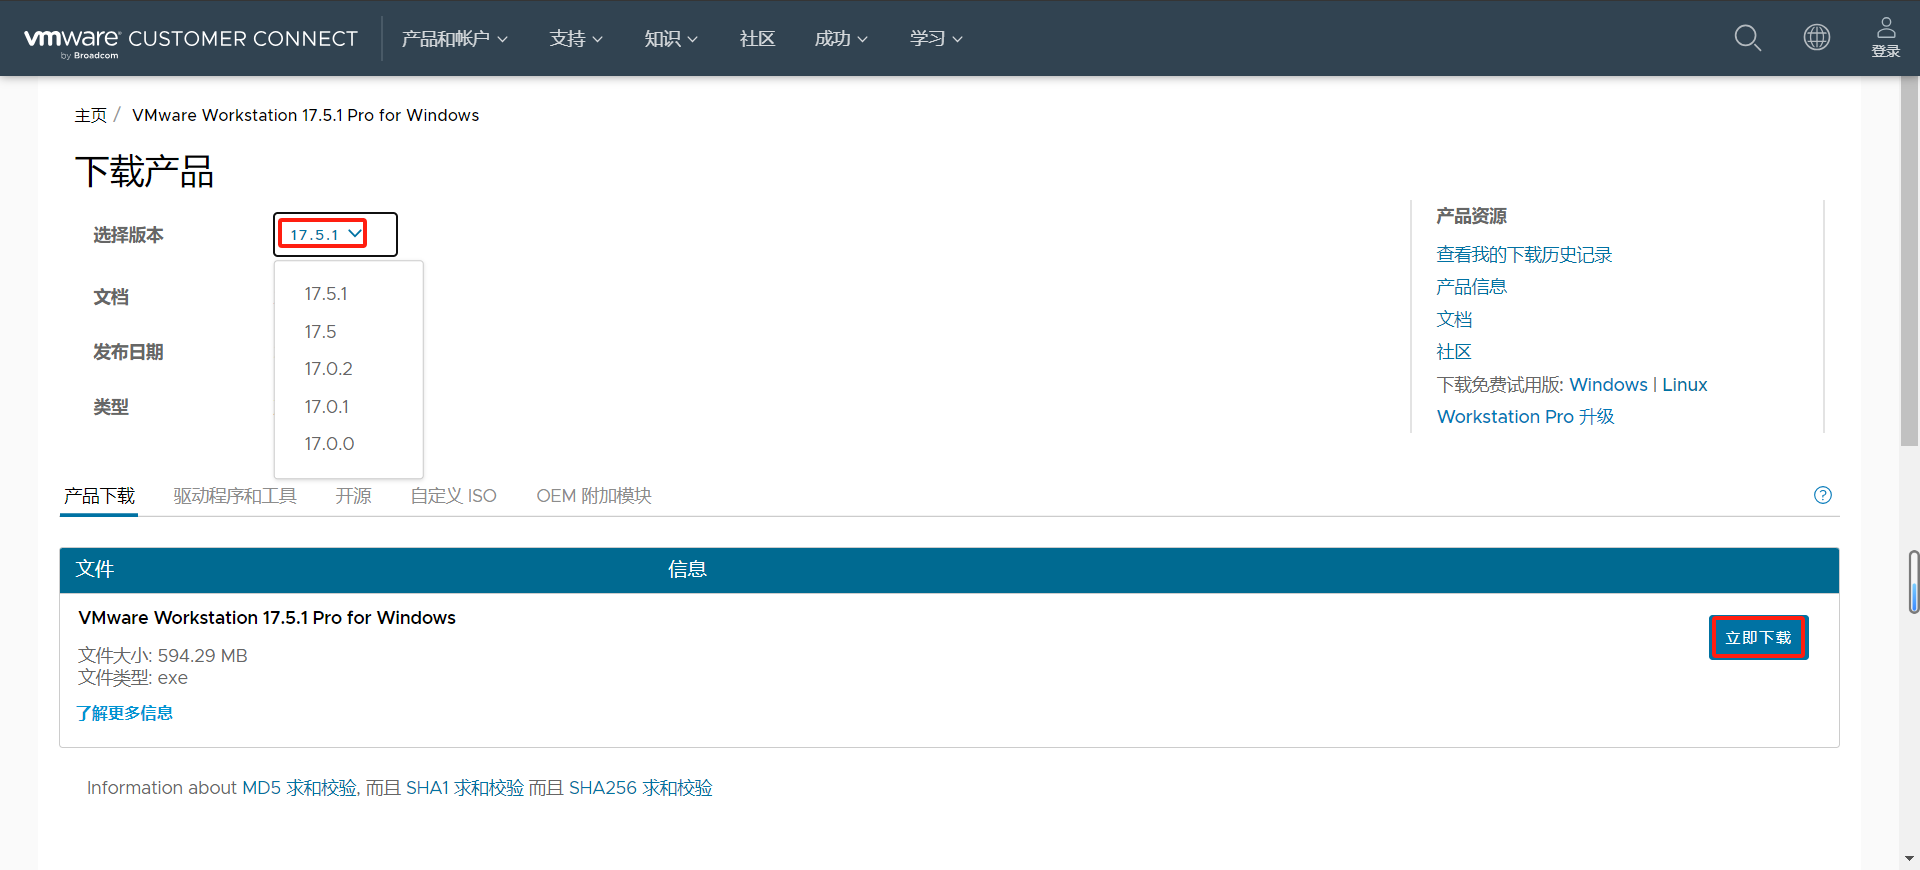 vmware CUSTOMER CONNECT
by Broadcom
产品和帐户
支持
知识
社区
成功
学习
登录
主页 / VMware Workstation 17.5.1 Pro for Windows
下载产品
选择版本
17.5.1
17.5.1
17.5
17.0.2
17.0.1
17.0.0
文档
发布日期
类型
产品资源
查看我的下载历史记录
产品信息
文档
社区
下载免费试用版: Windows | Linux
Workstation Pro 升级
产品下载
驱动程序和工具
开源
自定义 ISO
OEM 附加模块
?
文件
信息
VMware Workstation 17.5.1 Pro for Windows
文件大小: 594.29 MB
文件类型: exe
了解更多信息
立即下载
Information about MD5 求和校验, 而且 SHA1 求和校验 而且 SHA256 求和校验